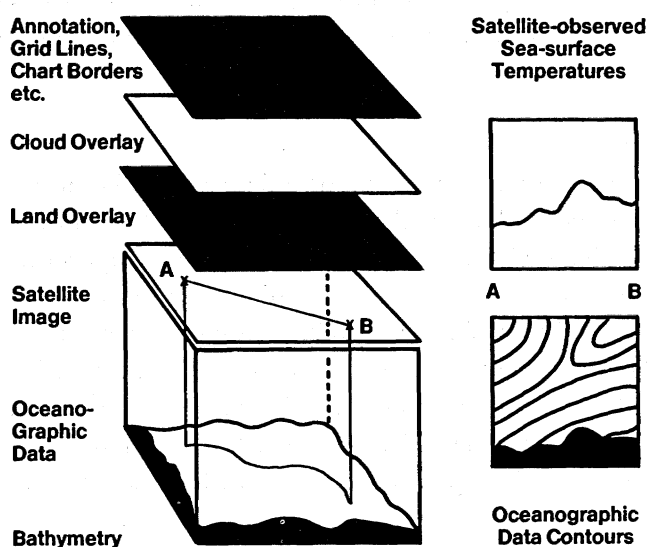 Annotation,
Grid Lines,
Chart Borders
etc.
Cloud Overlay
Land Overlay
A
B
Satellite
Image
Oceano-
Graphic
Data
Bathymetry
Satellite-observed
Sea-surface
Temperatures
A B
Oceanographic
Data Contours